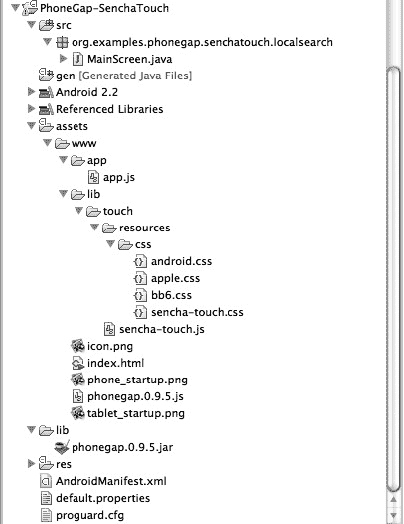 PhoneGap-SenchaTouch
src
org.examples.phonegap.senchatouch.localsearch
MainScreen.java
gen [Generated Java Files]
Android 2.2
Referenced Libraries
assets
www
app
app.js
lib
touch
resources
css
android.css
apple.css
bb6.css
sencha-touch.css
sencha-touch.js
icon.png
index.html
phone_startup.png
phonegap.0.9.5.js
tablet_startup.png
lib
phonegap.0.9.5.jar
res
AndroidManifest.xml
default.properties
proguard.cfg